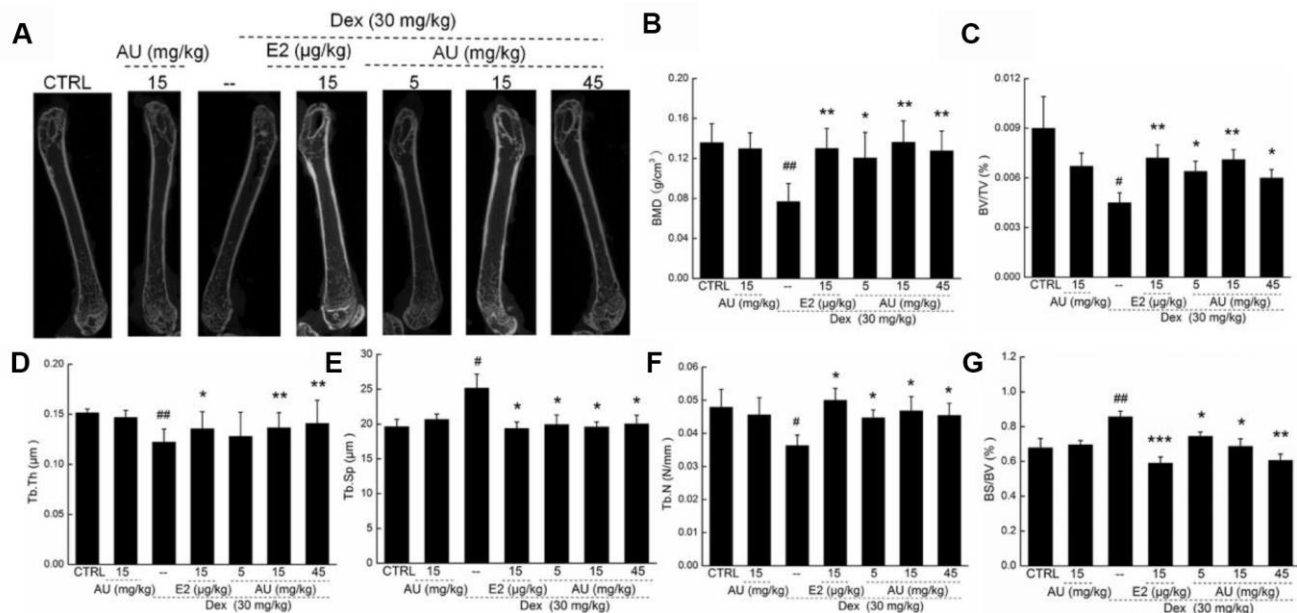 A
Dex (30 mg/kg)
AU (mg/kg) E2 (µg/kg) AU (mg/kg)
CTRL 15 -- 15 5 15 45
B
0.20
0.16
0.12
0.08
0.04
0.00
BMD (g/cm³)
## ** * ** **
CTRL 15 -- 15 5 15 45
AU (mg/kg) E2 (µg/kg) AU (mg/kg)
Dex (30 mg/kg)
C
0.012
0.009
0.006
0.003
0.000
BV/TV (%)
# ** * ** *
CTRL 15 -- 15 5 15 45
AU (mg/kg) E2 (µg/kg) AU (mg/kg)
Dex (30 mg/kg)
D
0.20
0.15
0.10
0.05
0.00
Tb.Th (µm)
## * ** **
CTRL 15 -- 15 5 15 45
AU (mg/kg) E2 (µg/kg) AU (mg/kg)
Dex (30 mg/kg)
E
30
25
20
15
10
5
0
Tb.Sp (µm)
# * * * *
CTRL 15 -- 15 5 15 45
AU (mg/kg) E2 (µg/kg) AU (mg/kg)
Dex (30 mg/kg)
F
0.06
0.05
0.04
0.03
0.02
0.01
0.00
Tb.N (N/mm)
# * * * *
CTRL 15 -- 15 5 15 45
AU (mg/kg) E2 (µg/kg) AU (mg/kg)
Dex (30 mg/kg)
G
1.2
1.0
0.8
0.6
0.4
0.2
0.0
BS/BV (%)
## *** * * **
CTRL 15 -- 15 5 15 45
AU (mg/kg) E2 (µg/kg) AU (mg/kg)
Dex (30 mg/kg)